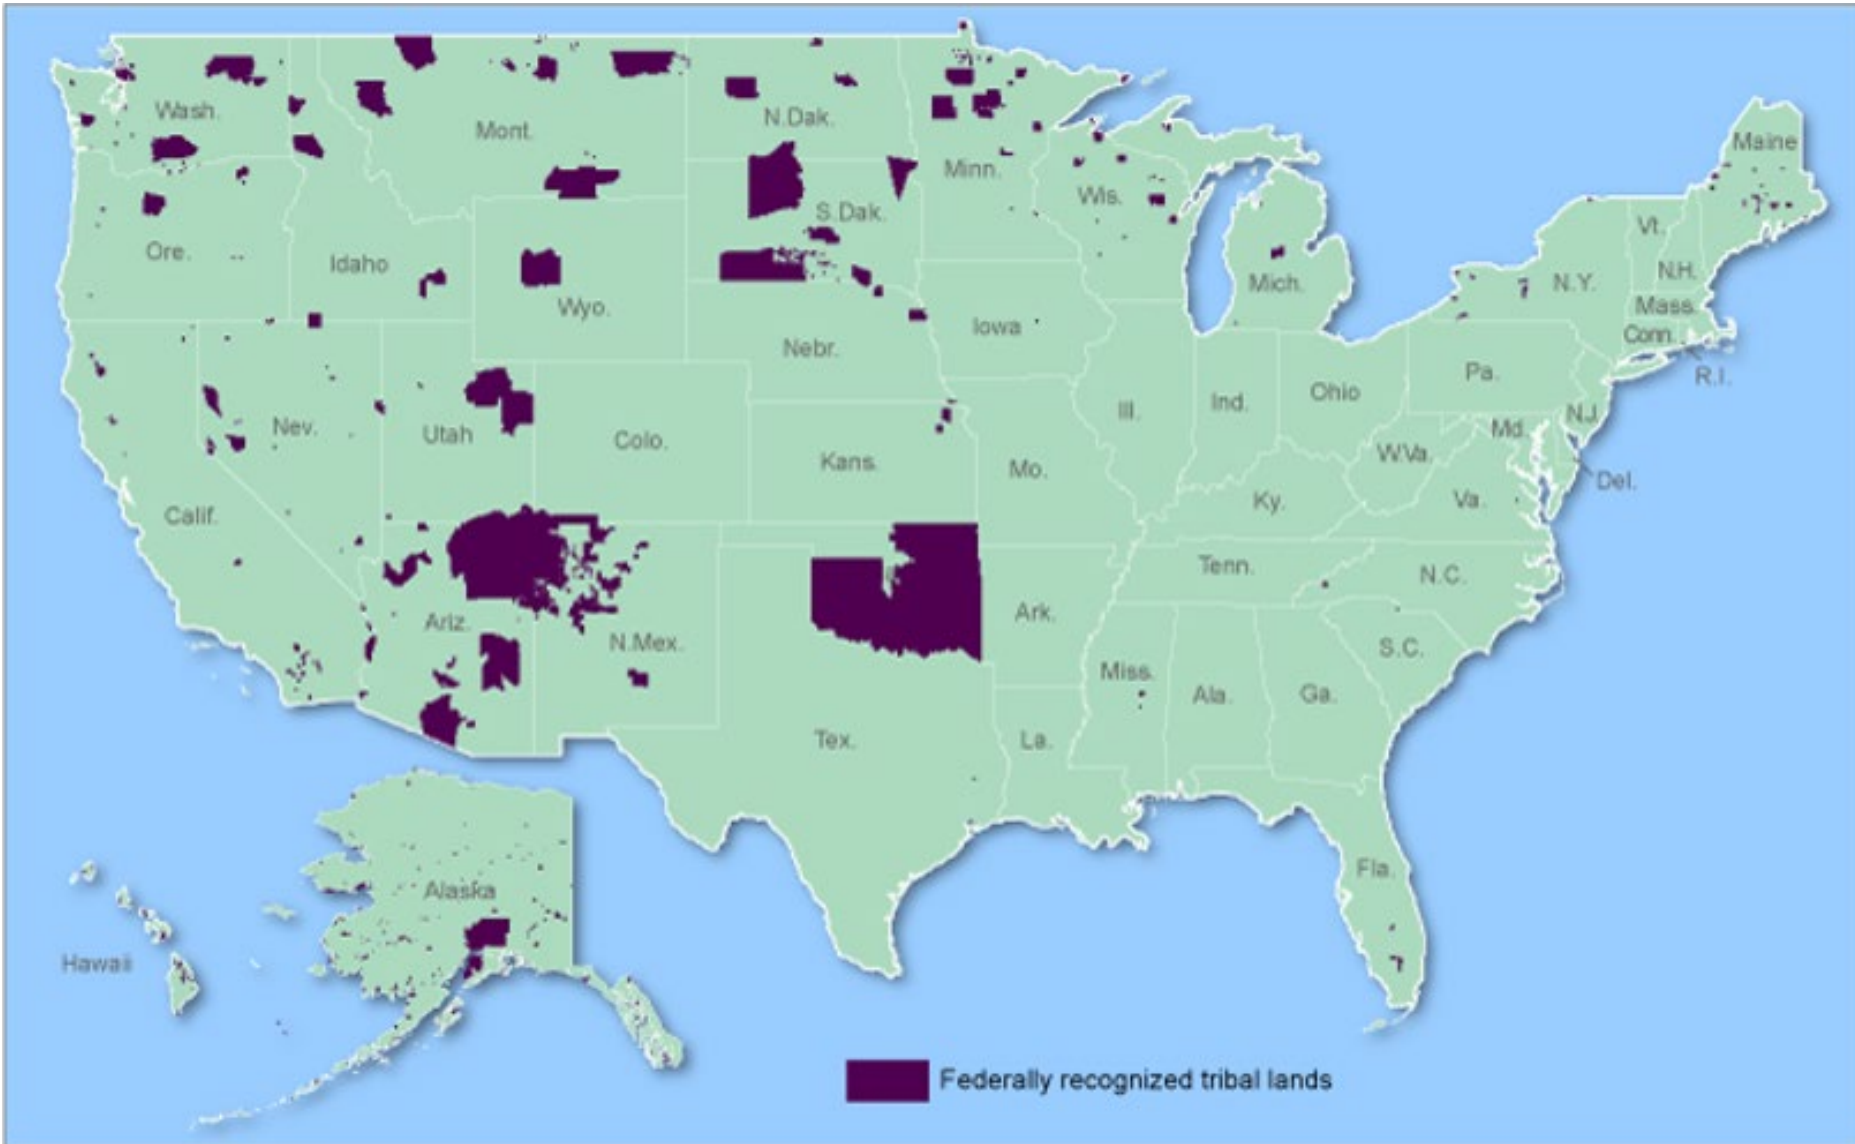 Wash.
Mont.
N.Dak.
Minn.
Maine
Ore.
Idaho
S.Dak.
Wis.
Vt.
Wyo.
Mich.
N.Y.
N.H.
Mass.
Iowa
Conn.
Nebr.
R.I.
Pa.
Ohio
Ind.
Ill.
N.J.
Nev.
Utah
Colo.
Md.
Kans.
Mo.
W.Va.
Del.
Calif.
Ky.
Va.
Tenn.
N.C.
Ariz.
N.Mex.
Ark.
S.C.
Miss.
Ala.
Ga.
Tex.
La.
Fla.
Alaska
Hawaii
Federally recognized tribal lands